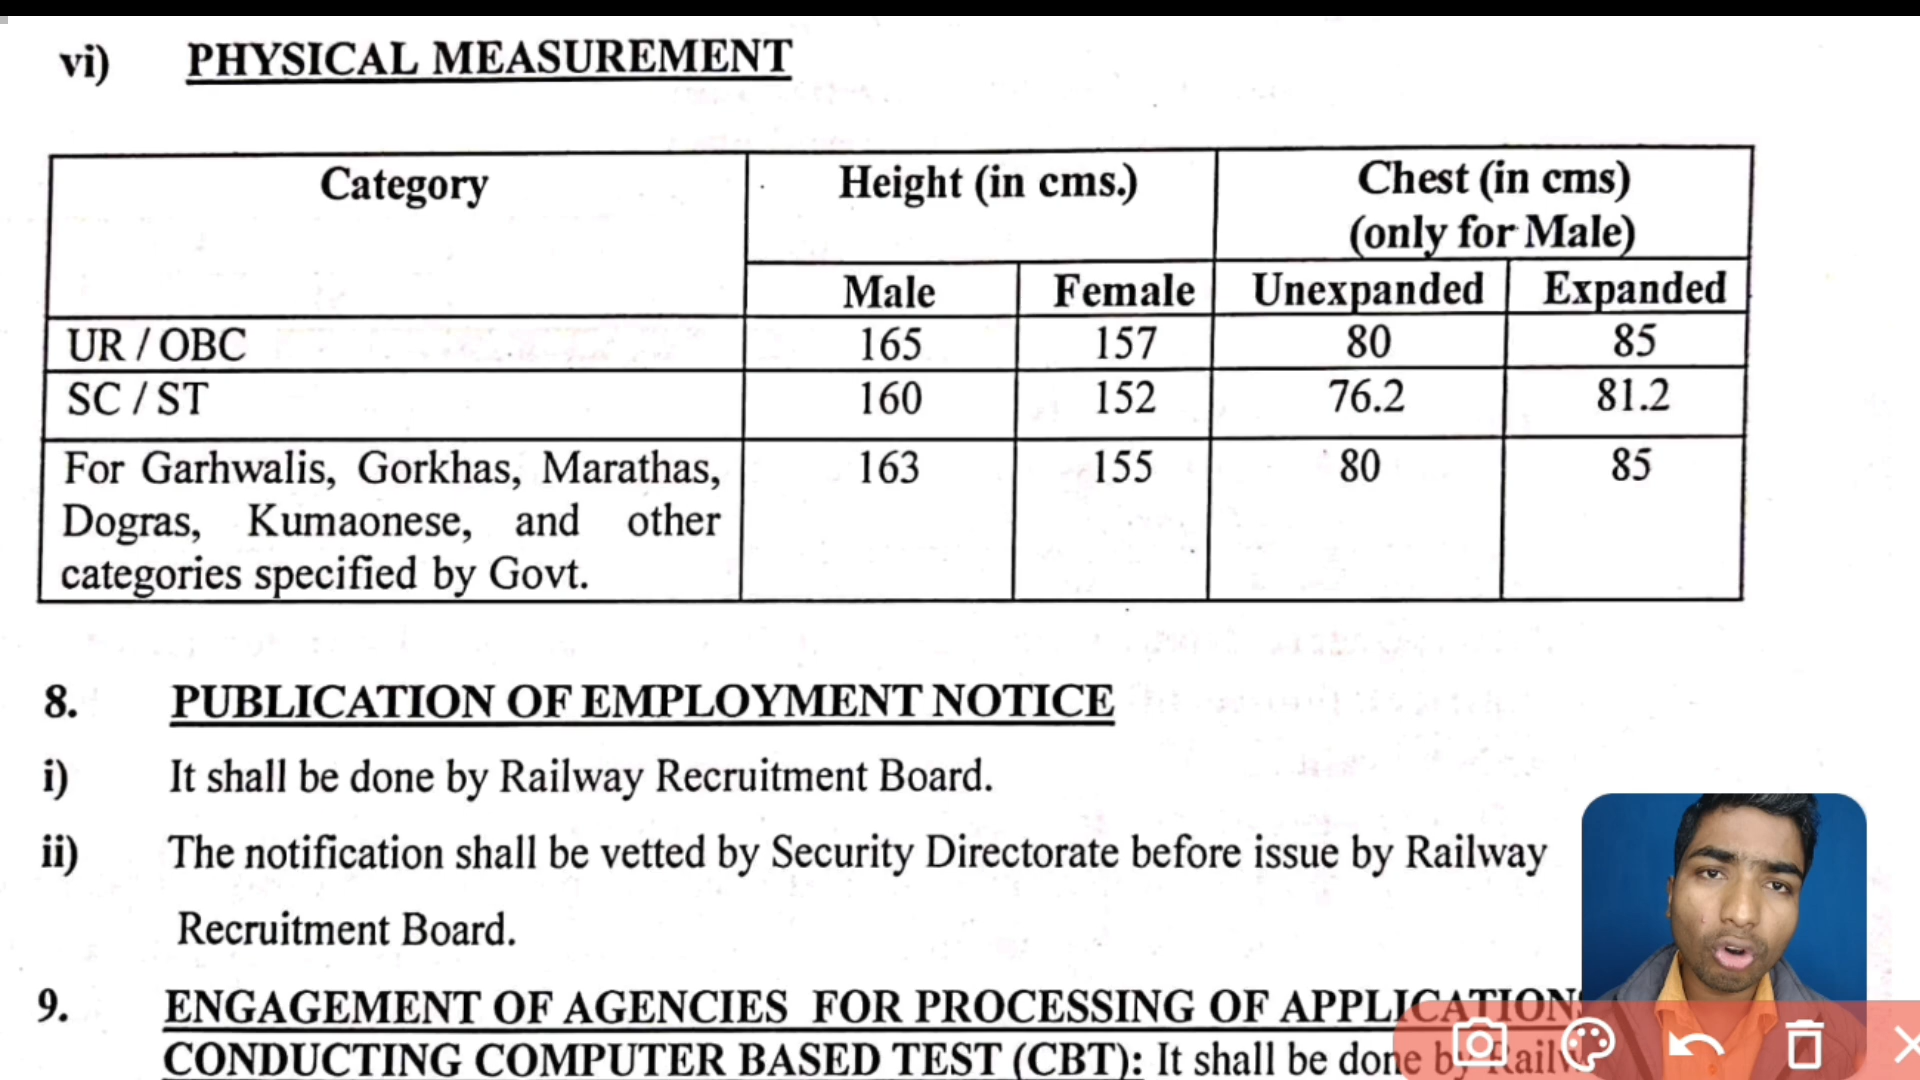 vi) PHYSICAL MEASUREMENT
Category Height (in cms.) Chest (in cms)
(only for Male)
Male Female Unexpanded Expanded
UR / OBC 165 157 80 85
SC / ST 160 152 76.2 81.2
For Garhwalis, Gorkhas, Marathas, 163 155 80 85
Dogras, Kumaonese, and other
categories specified by Govt.
8. PUBLICATION OF EMPLOYMENT NOTICE
i) It shall be done by Railway Recruitment Board.
ii) The notification shall be vetted by Security Directorate before issue by Railway
Recruitment Board.
9. ENGAGEMENT OF AGENCIES FOR PROCESSING OF APPLICATION
CONDUCTING COMPUTER BASED TEST (CBT): It shall be done by